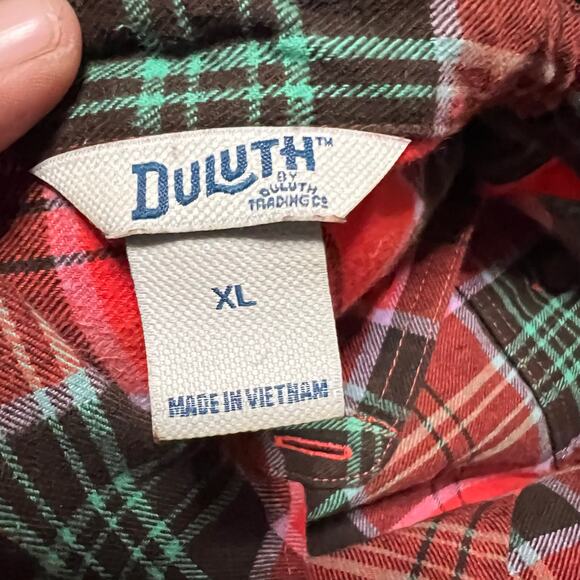 DULUTH™
BY
DULUTH
TRADING Cº
XL
MADE IN VIETNAM